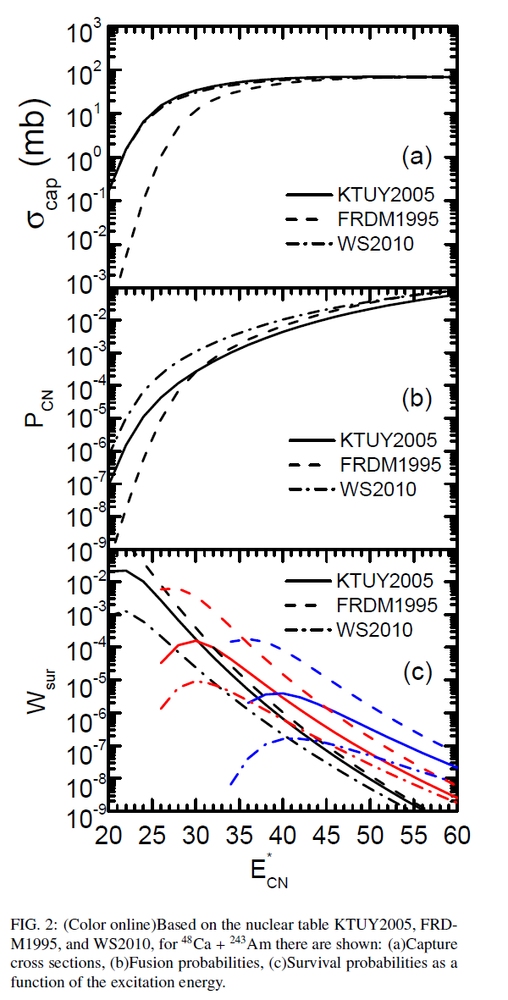 10³
10²
10¹
10⁰
10⁻¹
10⁻²
10⁻³
σcap (mb)
(a)
KTUY2005
FRDM1995
WS2010
10⁻²
10⁻³
10⁻⁴
10⁻⁵
10⁻⁶
10⁻⁷
10⁻⁸
10⁻⁹
PCN
(b)
KTUY2005
FRDM1995
WS2010
10⁻²
10⁻³
10⁻⁴
10⁻⁵
10⁻⁶
10⁻⁷
10⁻⁸
10⁻⁹
Wsur
KTUY2005
FRDM1995
WS2010
(c)
20 25 30 35 40 45 50 55 60
E*CN
FIG. 2: (Color online)Based on the nuclear table KTUY2005, FRD-
M1995, and WS2010, for ⁴⁸Ca + ²⁴³Am there are shown: (a)Capture
cross sections, (b)Fusion probabilities, (c)Survival probabilities as a
function of the excitation energy.